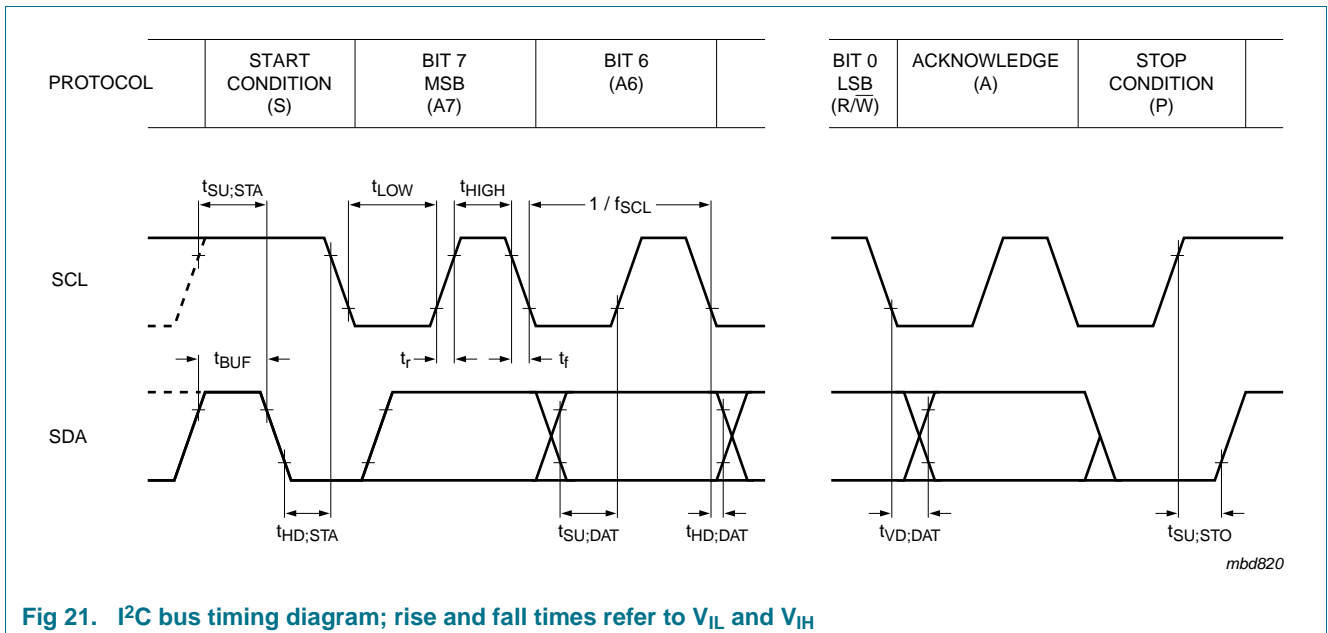 PROTOCOL
START
CONDITION
(S)
BIT 7
MSB
(A7)
BIT 6
(A6)
BIT 0
LSB
(R/W̅)
ACKNOWLEDGE
(A)
STOP
CONDITION
(P)
tSU;STA
tLOW
tHIGH
1 / fSCL
SCL
tBUF
tr
tf
SDA
tHD;STA
tSU;DAT
tHD;DAT
tVD;DAT
tSU;STO
mbd820
Fig 21. I²C bus timing diagram; rise and fall times refer to VIL and VIH